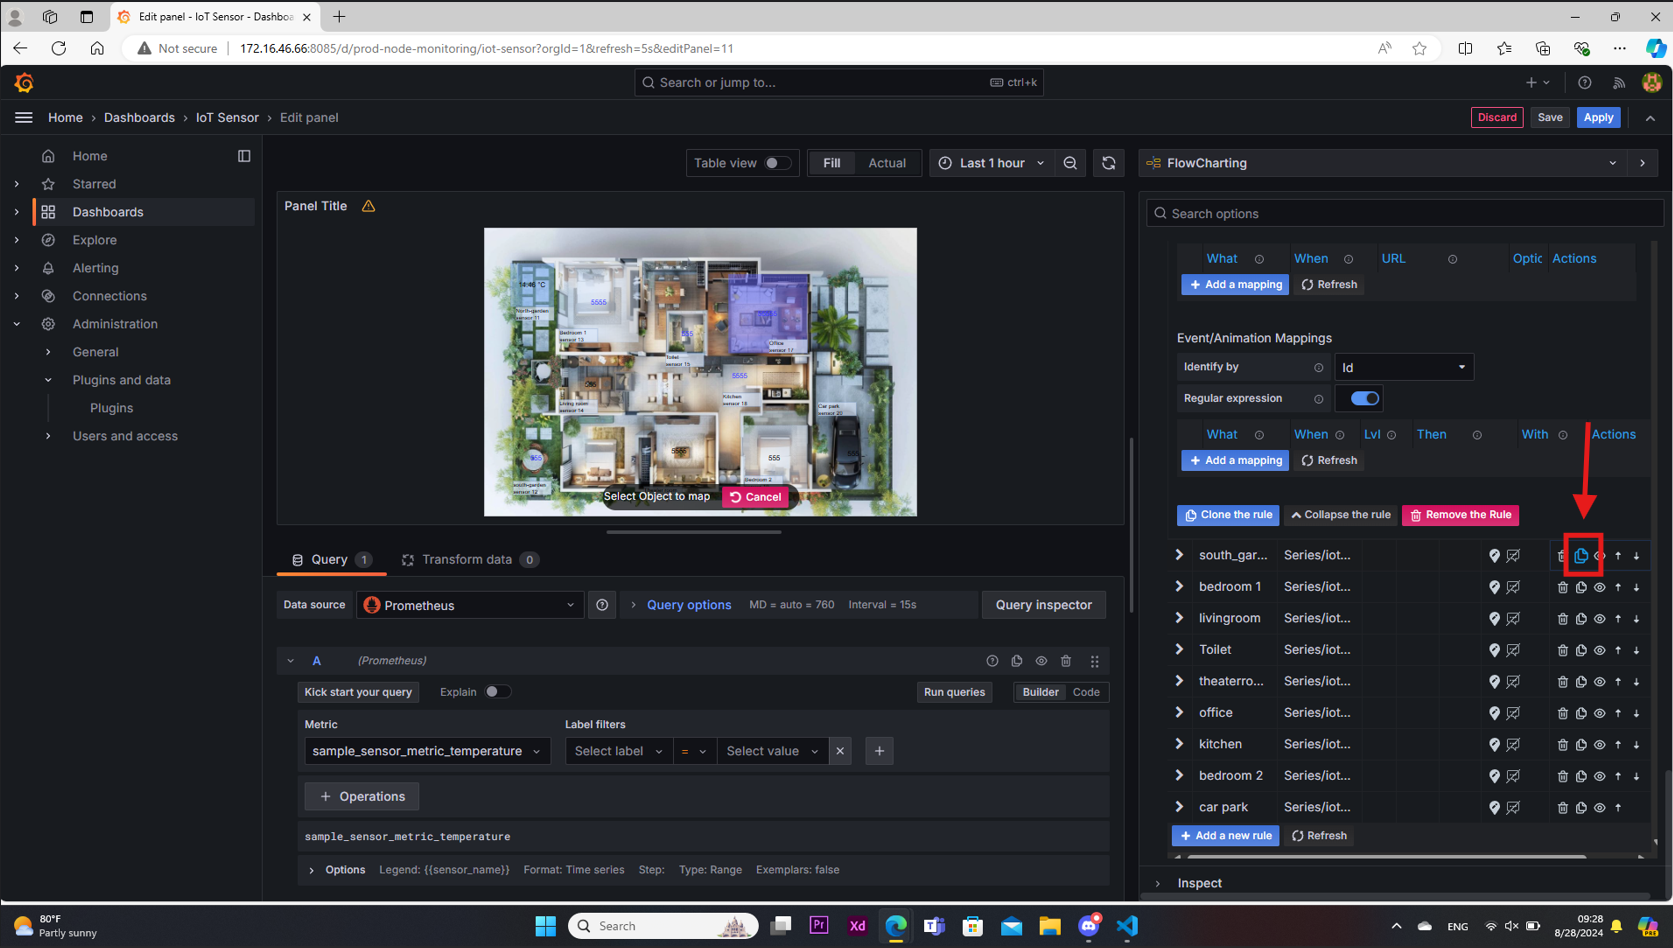 Edit panel - IoT Sensor - Dashboa
Not secure
172.16.46.66:8085/d/prod-node-monitoring/iot-sensor?orgId=1&refresh=5s&editPanel=11
Search or jump to...
ctrl+k
Home › Dashboards › IoT Sensor › Edit panel
Discard
Save
Apply
Home
Starred
Dashboards
Explore
Alerting
Connections
Administration
General
Plugins and data
Plugins
Users and access
Table view
Fill
Actual
Last 1 hour
Panel Title
14:46 °C
North-garden
sensor 11
5555
Bedroom 1
sensor 13
Toilet
sensor 15
Office
sensor 17
Living room
sensor 14
5555
Kitchen
sensor 18
Car park
sensor 20
555
south-garden
sensor 12
5555
555
Bedroom 2
Select Object to map
Cancel
Query 1
Transform data 0
Data source
Prometheus
Query options
MD = auto = 760
Interval = 15s
Query inspector
A
(Prometheus)
Kick start your query
Explain
Run queries
Builder
Code
Metric
Label filters
sample_sensor_metric_temperature
Select label
=
Select value
+ Operations
sample_sensor_metric_temperature
Options
Legend: {{sensor_name}}
Format: Time series
Step:
Type: Range
Exemplars: false
FlowCharting
Search options
What
When
URL
Optic
Actions
+ Add a mapping
Refresh
Event/Animation Mappings
Identify by
Id
Regular expression
What
When
Lvl
Then
With
Actions
+ Add a mapping
Refresh
Clone the rule
Collapse the rule
Remove the Rule
south_gar... Series/iot...
bedroom 1 Series/iot...
livingroom Series/iot...
Toilet Series/iot...
theaterro... Series/iot...
office Series/iot...
kitchen Series/iot...
bedroom 2 Series/iot...
car park Series/iot...
+ Add a new rule
Refresh
Inspect
80°F
Partly sunny
Search
Pr
Xd
ENG
09:28
8/28/2024
PRE